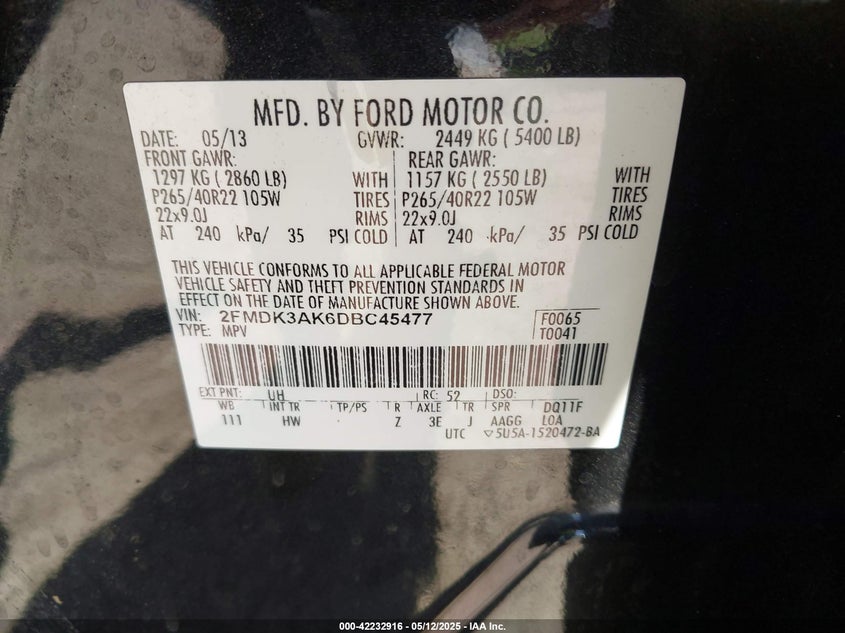 MFD. BY FORD MOTOR CO.
DATE: 05/13 GVWR: 2449 KG ( 5400 LB)
FRONT GAWR: REAR GAWR:
1297 KG ( 2860 LB) WITH 1157 KG ( 2550 LB) WITH
P265/40R22 105W TIRES P265/40R22 105W TIRES
22x9.0J RIMS 22x9.0J RIMS
AT 240 kPa/ 35 PSI COLD AT 240 kPa/ 35 PSI COLD
THIS VEHICLE CONFORMS TO ALL APPLICABLE FEDERAL MOTOR
VEHICLE SAFETY AND THEFT PREVENTION STANDARDS IN
EFFECT ON THE DATE OF MANUFACTURE SHOWN ABOVE.
VIN: 2FMDK3AK6DBC45477 F0065
TYPE: MPV T0041
EXT PNT: UH RC: 52 DSO:
WB INT TR TP/PS R AXLE TR SPR DQ11F
111 HW Z 3E J AAGG LOA
UTC ▽5U5A-1520472-BA
000-42232916 - 05/12/2025 - IAA Inc.